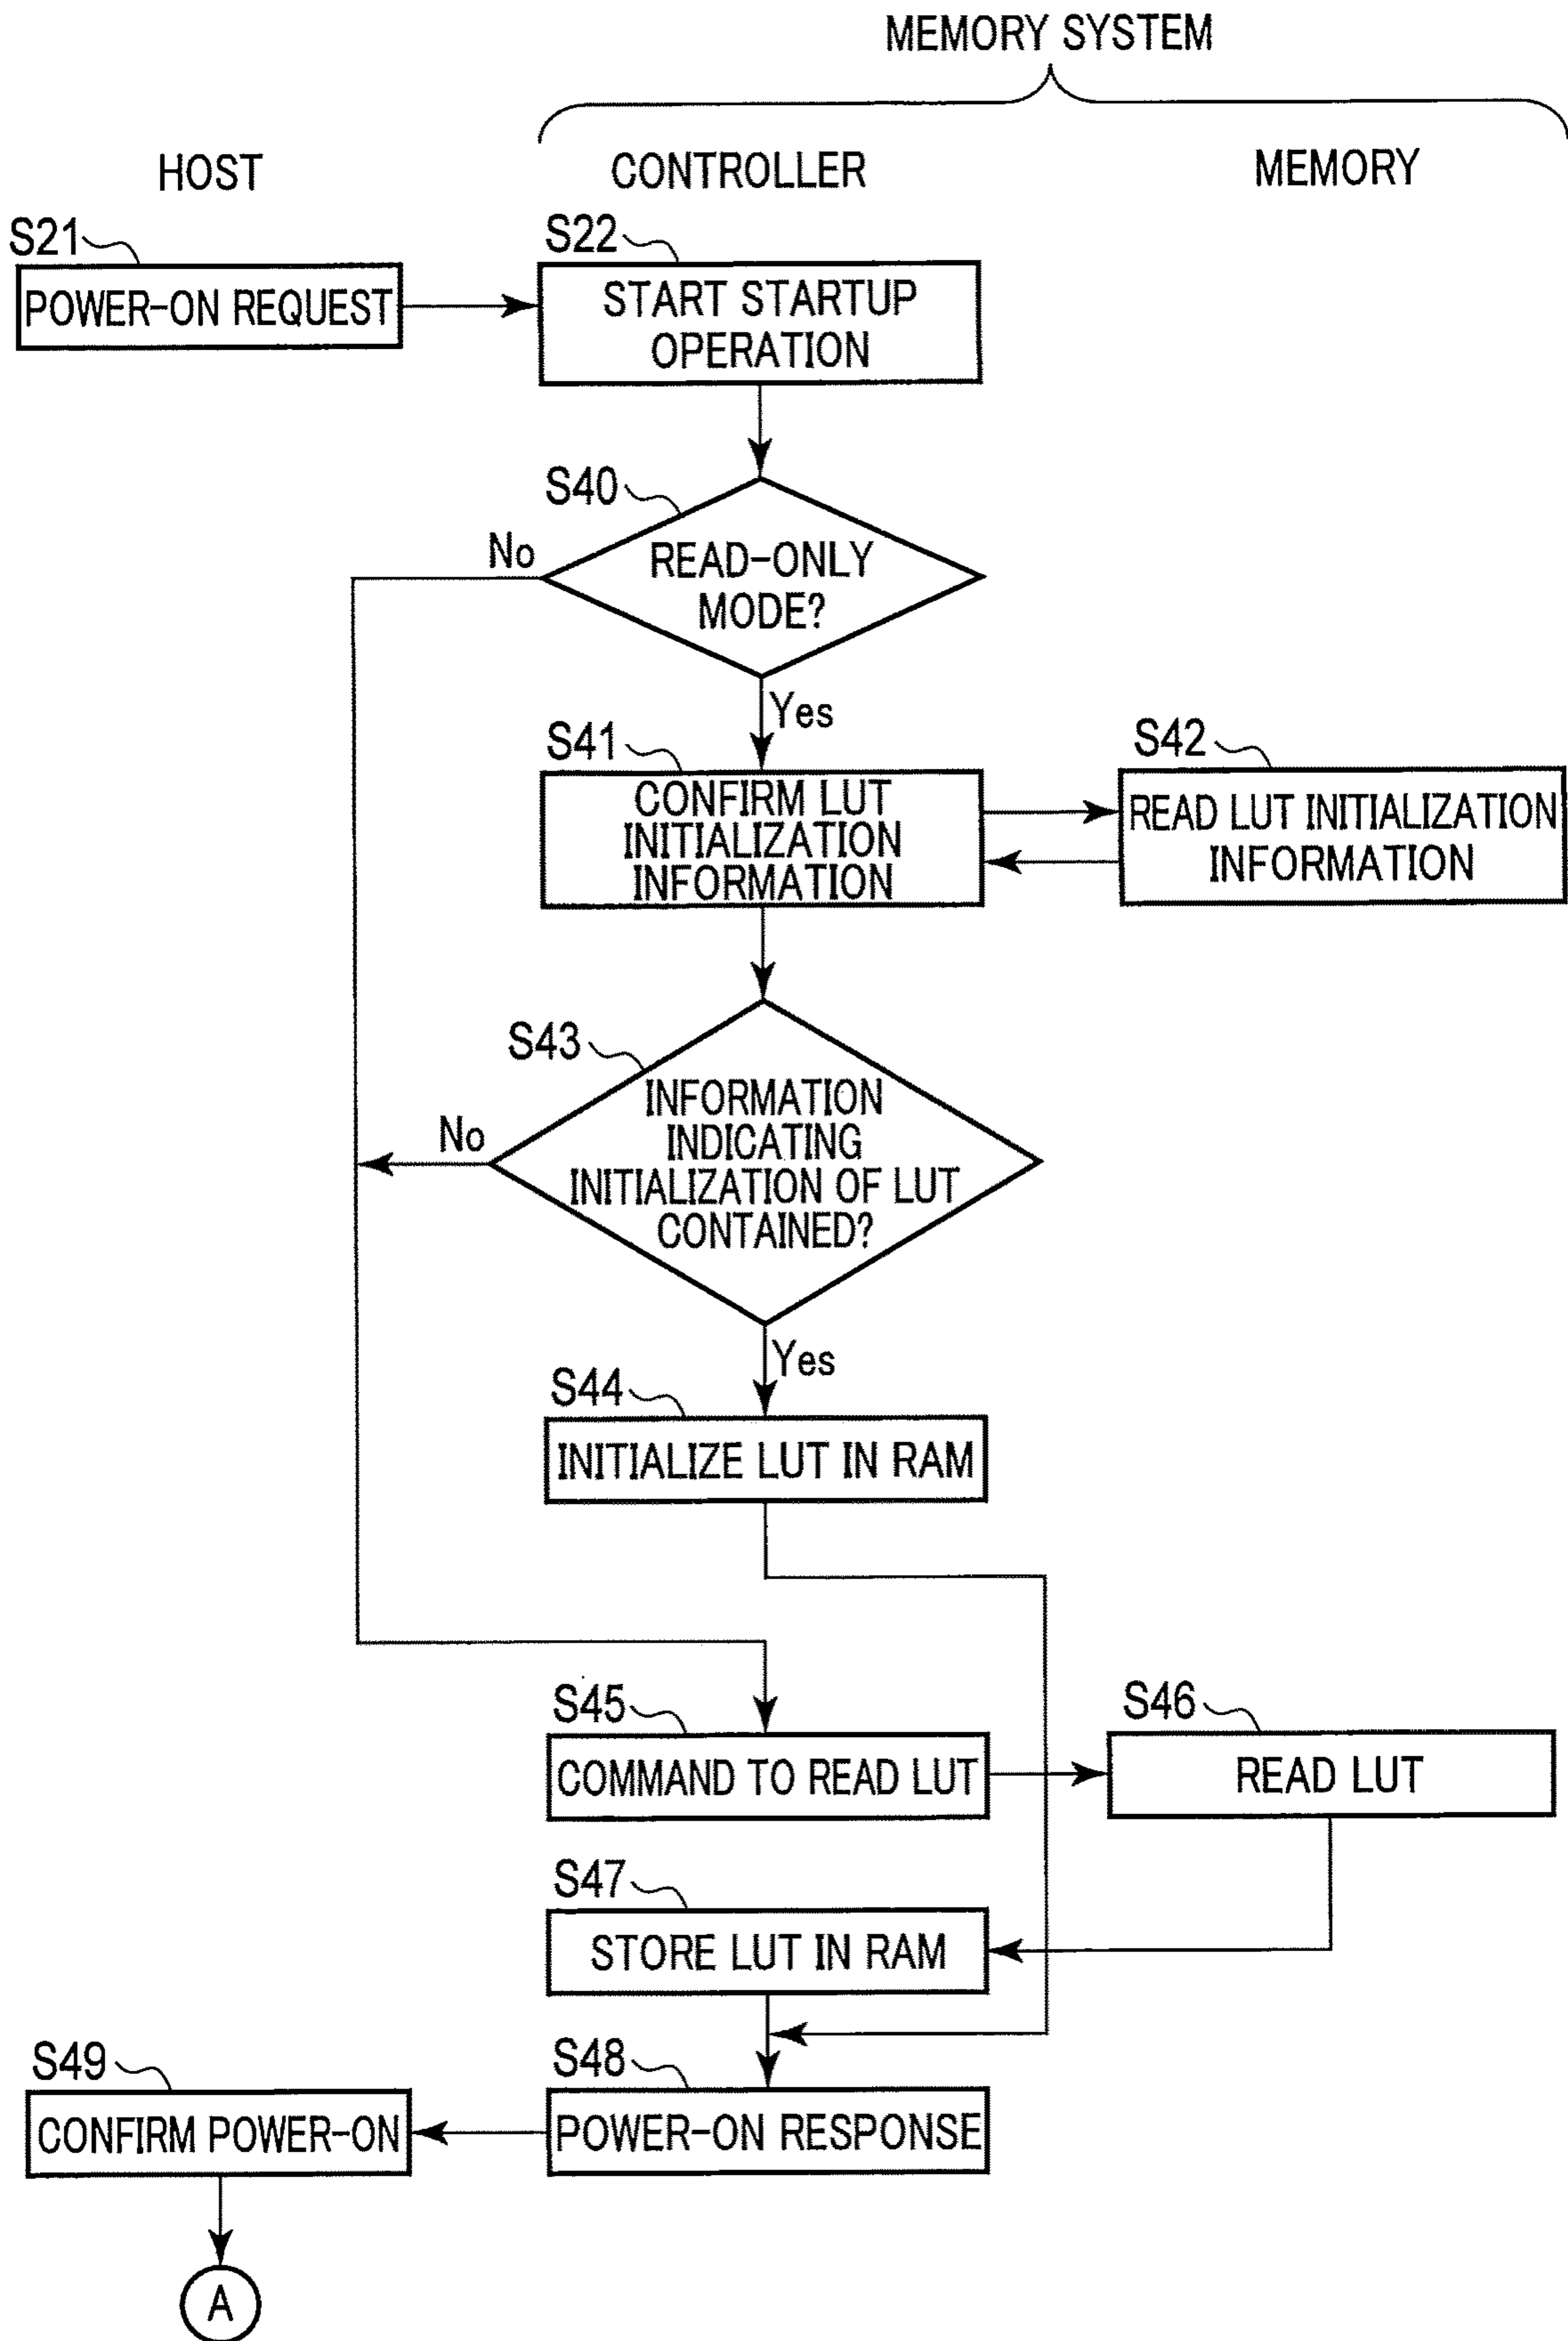 MEMORY SYSTEM
HOST
CONTROLLER
MEMORY
S21
POWER-ON REQUEST
S22
START STARTUP
OPERATION
S40
No
READ-ONLY
MODE?
Yes
S41
CONFIRM LUT
INITIALIZATION
INFORMATION
S42
READ LUT INITIALIZATION
INFORMATION
S43
No
INFORMATION
INDICATING
INITIALIZATION OF LUT
CONTAINED?
Yes
S44
INITIALIZE LUT IN RAM
S45
COMMAND TO READ LUT
S46
READ LUT
S47
STORE LUT IN RAM
S48
POWER-ON RESPONSE
S49
CONFIRM POWER-ON
A